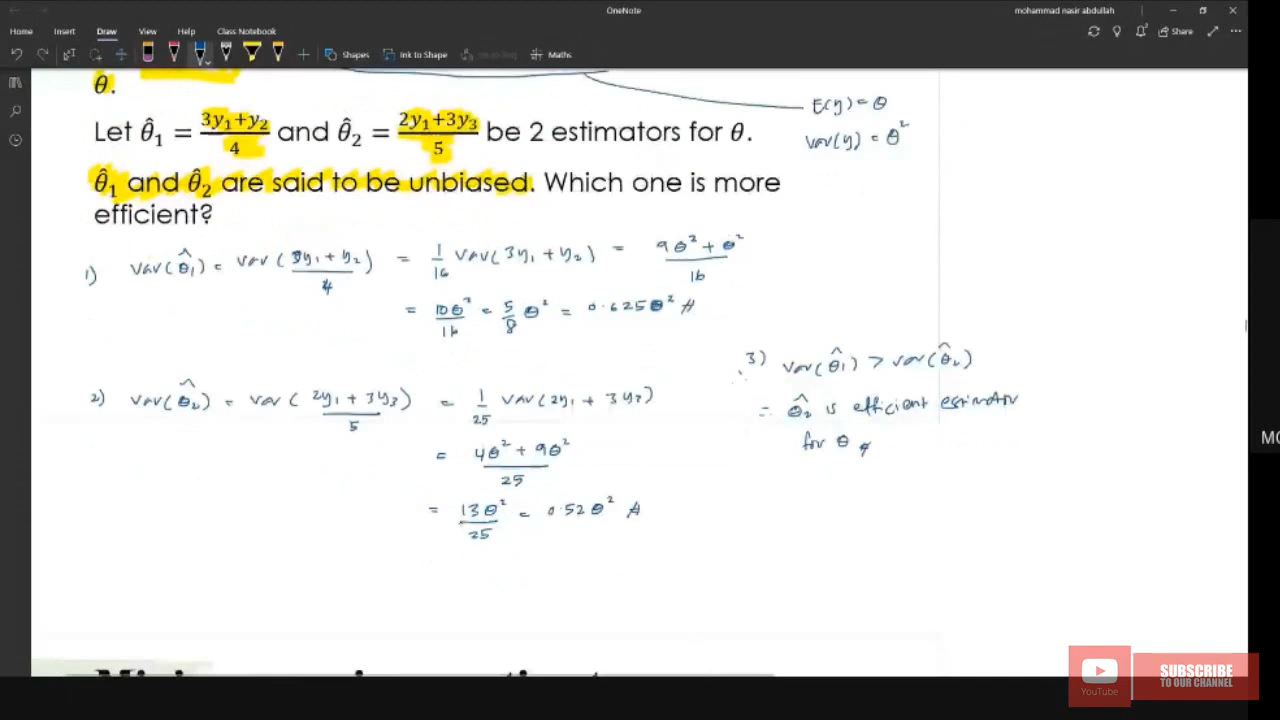 OneNote
mohammad nasir abdullah
Home Insert Draw View Help Class Notebook
Share
Shapes Ink to Shape Maths
θ.
E(y) = θ
Let θ̂₁ = (3y₁+y₂)/4 and θ̂₂ = (2y₁+3y₃)/5 be 2 estimators for θ.
var(y) = θ²
θ̂₁ and θ̂₂ are said to be unbiased. Which one is more
efficient?
1) var(θ̂₁) = var((3y₁ + y₂)/4) = 1/16 var(3y₁ + y₂) = (9θ² + θ²)/16
= 10θ²/16 = 5/8 θ² = 0.625θ² #
3) var(θ̂₁) > var(θ̂₂)
2) var(θ̂₂) = var((2y₁ + 3y₃)/5) = 1/25 var(2y₁ + 3y₃)
∴ θ̂₂ is efficient estimator
for θ #
= (4θ² + 9θ²)/25
= 13θ²/25 = 0.52θ² #
MO
YouTube
SUBSCRIBE
TO OUR CHANNEL